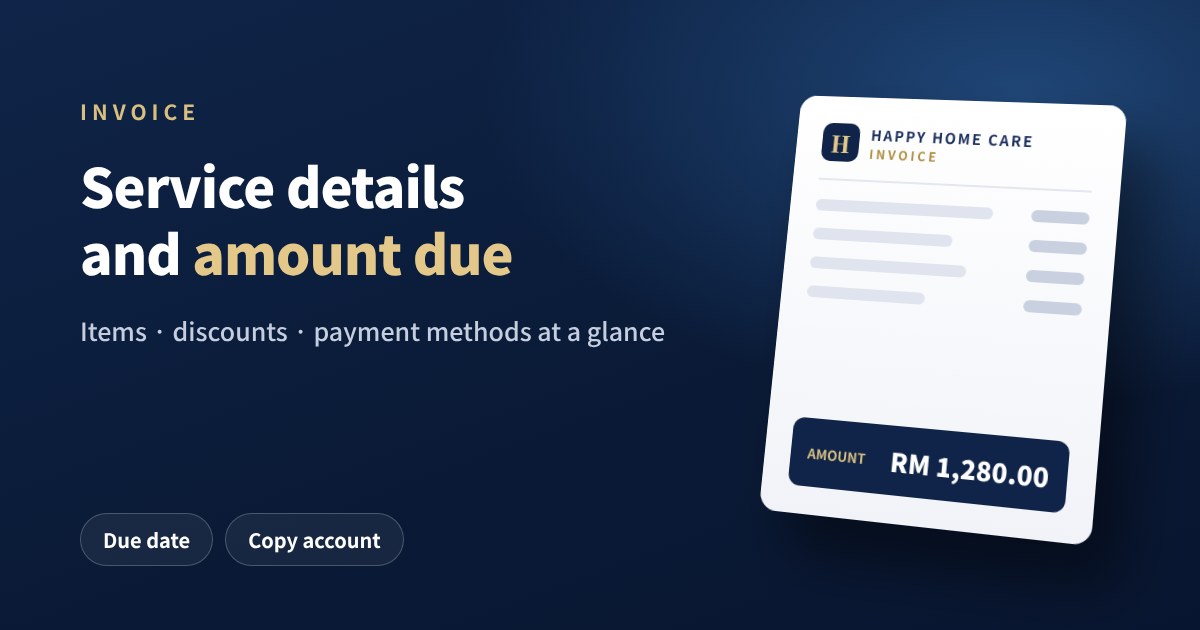 INVOICE
Service details
and amount due
Items · discounts · payment methods at a glance
Due date
Copy account
H
HAPPY HOME CARE
INVOICE
AMOUNT
RM 1,280.00